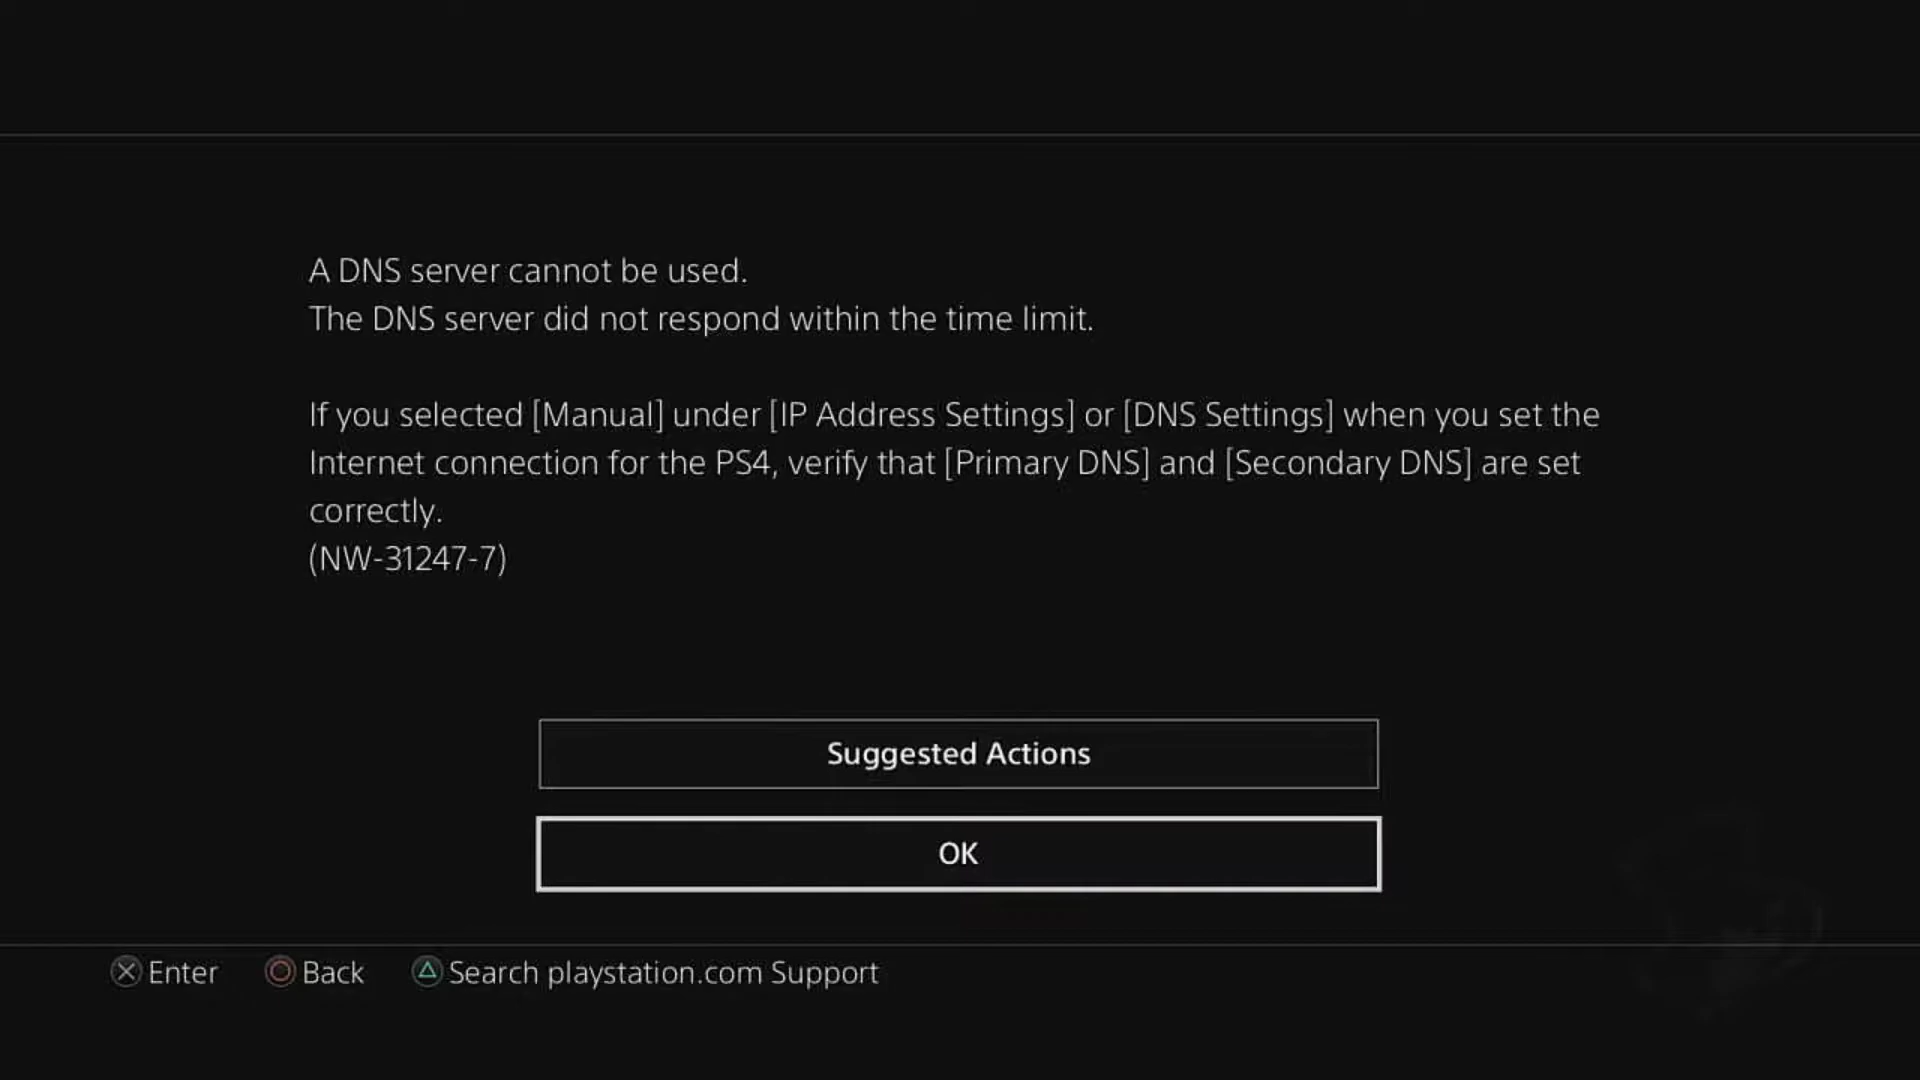 A DNS server cannot be used.
The DNS server did not respond within the time limit.
If you selected [Manual] under [IP Address Settings] or [DNS Settings] when you set the
Internet connection for the PS4, verify that [Primary DNS] and [Secondary DNS] are set
correctly.
(NW-31247-7)
Suggested Actions
OK
Enter Back Search playstation.com Support